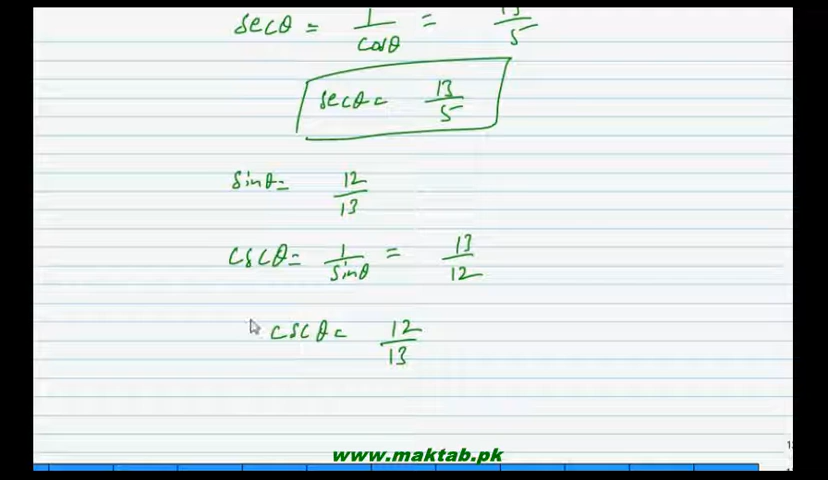 secθ = 1/cosθ = 13/5
secθ = 13/5
sinθ = 12/13
cscθ = 1/sinθ = 13/12
cscθ = 12/13
www.maktab.pk